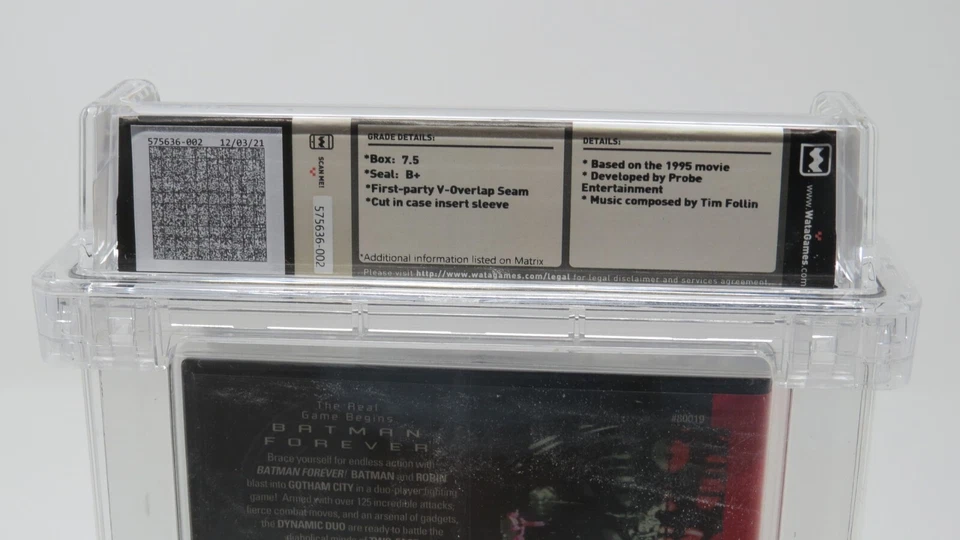 575636-002 12/03/21
SCAN ME!
575636-002
GRADE DETAILS:
*Box: 7.5
*Seal: B+
*First-party V-Overlap Seam
*Cut in case insert sleeve
*Additional information listed on Matrix
DETAILS:
* Based on the 1995 movie
* Developed by Probe
Entertainment
* Music composed by Tim Follin
www.WataGames.com
Please visit http://www.watagames.com/legal for legal disclaimer and services agreement.
The Real
Game Begins
BATMAN
FOREVER
#80019
Brace yourself for endless action with
BATMAN FOREVER! BATMAN and ROBIN
blast into GOTHAM CITY in a duo-player fighting
game! Armed with over 125 incredible attacks,
fierce combat moves, and an arsenal of gadgets,
the DYNAMIC DUO are ready to battle the